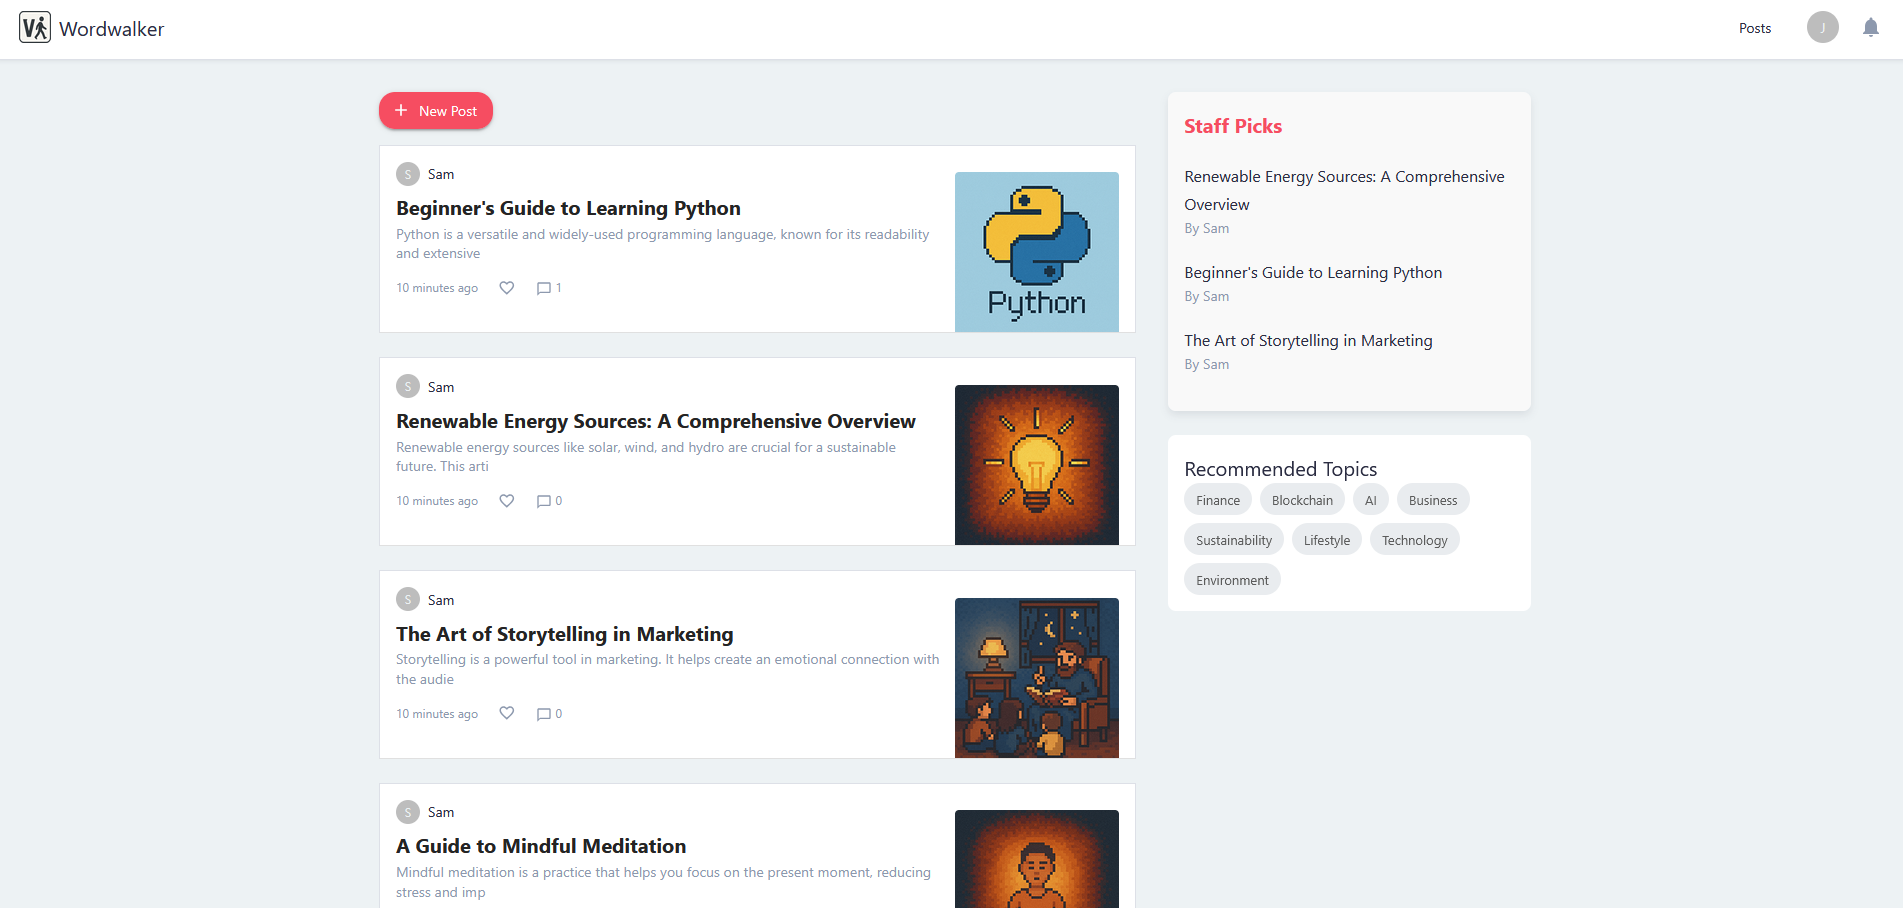 Wordwalker
Posts
J
New Post
S
Sam
Beginner's Guide to Learning Python
Python is a versatile and widely-used programming language, known for its readability
and extensive
10 minutes ago
1
Python
S
Sam
Renewable Energy Sources: A Comprehensive Overview
Renewable energy sources like solar, wind, and hydro are crucial for a sustainable
future. This arti
10 minutes ago
0
S
Sam
The Art of Storytelling in Marketing
Storytelling is a powerful tool in marketing. It helps create an emotional connection with
the audie
10 minutes ago
0
S
Sam
A Guide to Mindful Meditation
Mindful meditation is a practice that helps you focus on the present moment, reducing
stress and imp
Staff Picks
Renewable Energy Sources: A Comprehensive
Overview
By Sam
Beginner's Guide to Learning Python
By Sam
The Art of Storytelling in Marketing
By Sam
Recommended Topics
Finance Blockchain AI Business
Sustainability Lifestyle Technology
Environment